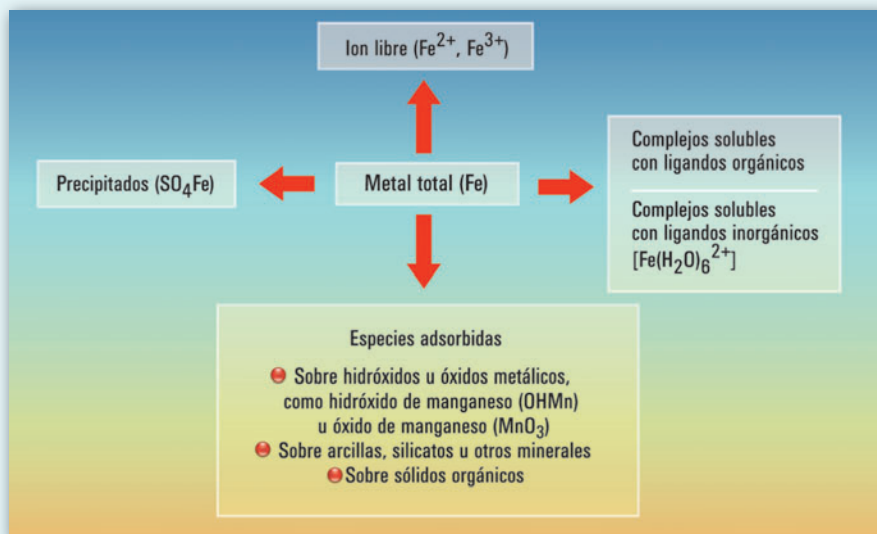 Ion libre (Fe2+, Fe3+)
Precipitados (SO4Fe)
Metal total (Fe)
Complejos solubles
con ligandos orgánicos
Complejos solubles
con ligandos inorgánicos
[Fe(H2O)6 2+]
Especies adsorbidas
Sobre hidróxidos u óxidos metálicos,
como hidróxido de manganeso (OHMn)
u óxido de manganeso (MnO3)
Sobre arcillas, silicatos u otros minerales
Sobre sólidos orgánicos